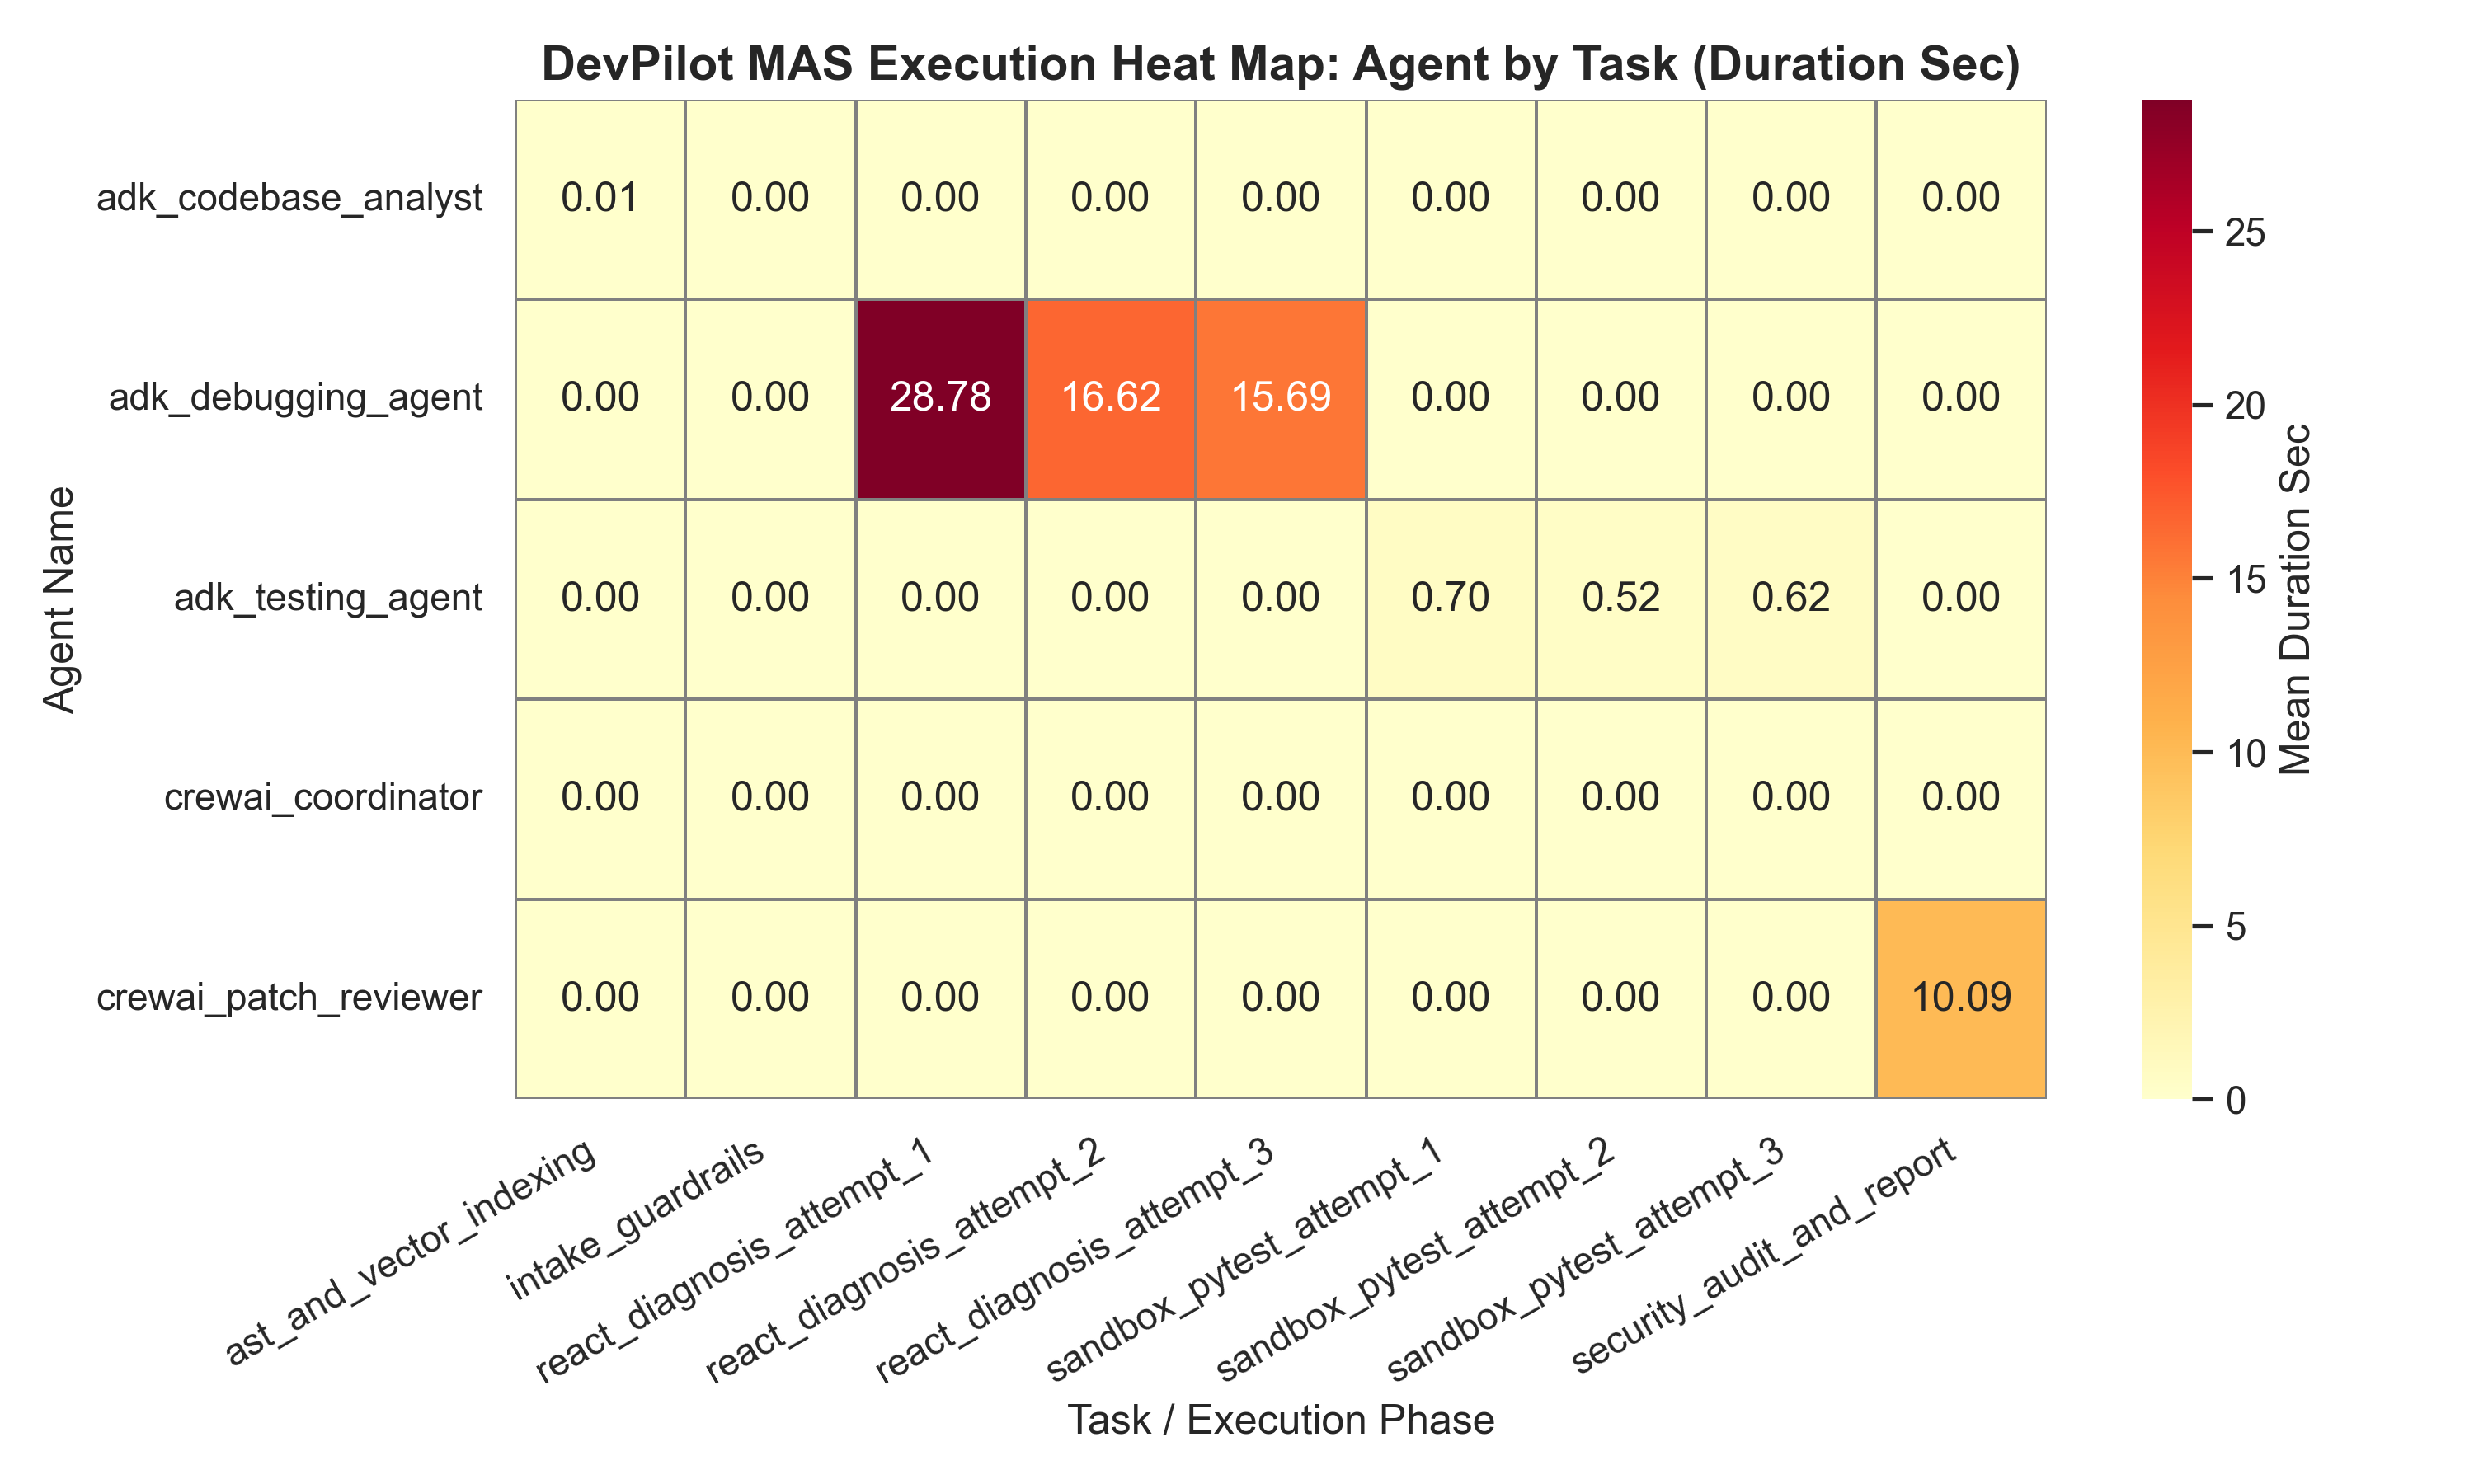 DevPilot MAS Execution Heat Map: Agent by Task (Duration Sec)
Agent Name
adk_codebase_analyst 0.01 0.00 0.00 0.00 0.00 0.00 0.00 0.00 0.00
adk_debugging_agent 0.00 0.00 28.78 16.62 15.69 0.00 0.00 0.00 0.00
adk_testing_agent 0.00 0.00 0.00 0.00 0.00 0.70 0.52 0.62 0.00
crewai_coordinator 0.00 0.00 0.00 0.00 0.00 0.00 0.00 0.00 0.00
crewai_patch_reviewer 0.00 0.00 0.00 0.00 0.00 0.00 0.00 0.00 10.09
ast_and_vector_indexing
intake_guardrails
react_diagnosis_attempt_1
react_diagnosis_attempt_2
react_diagnosis_attempt_3
sandbox_pytest_attempt_1
sandbox_pytest_attempt_2
sandbox_pytest_attempt_3
security_audit_and_report
Task / Execution Phase
25
20
15
10
5
0
Mean Duration Sec